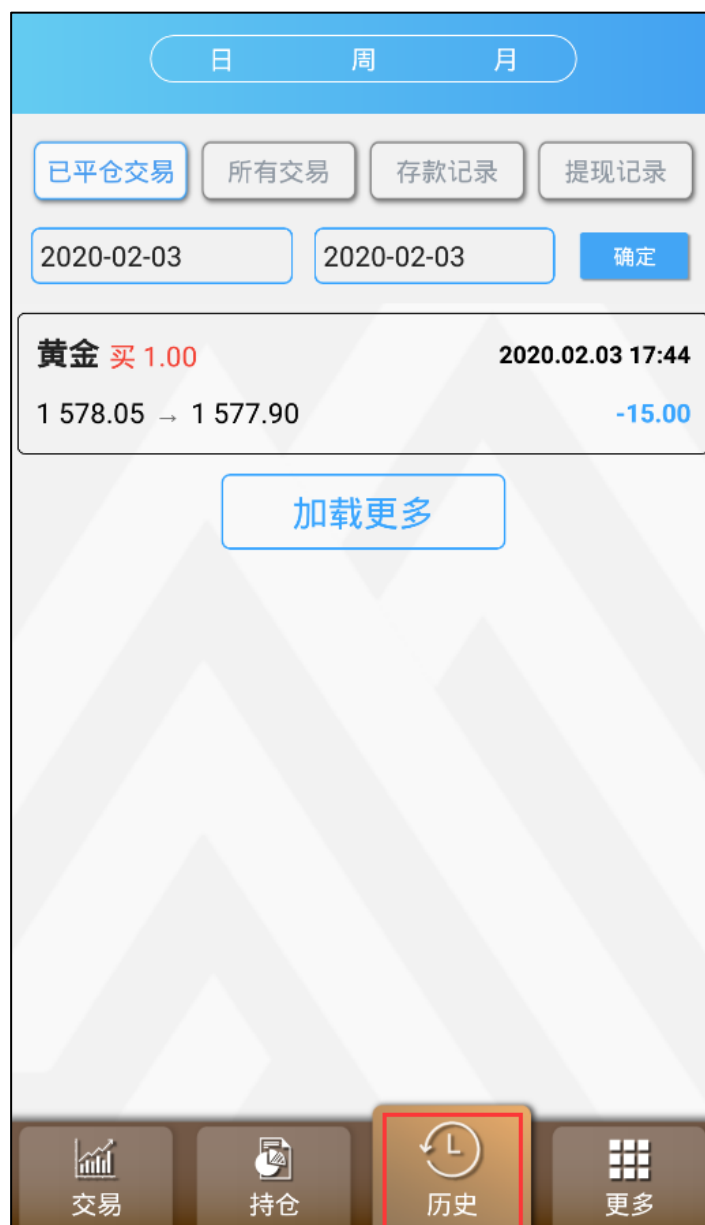 日 周 月
已平仓交易 所有交易 存款记录 提现记录
2020-02-03 2020-02-03 确定
黄金 买 1.00 2020.02.03 17:44
1 578.05 → 1 577.90 -15.00
加载更多
交易 持仓 历史 更多